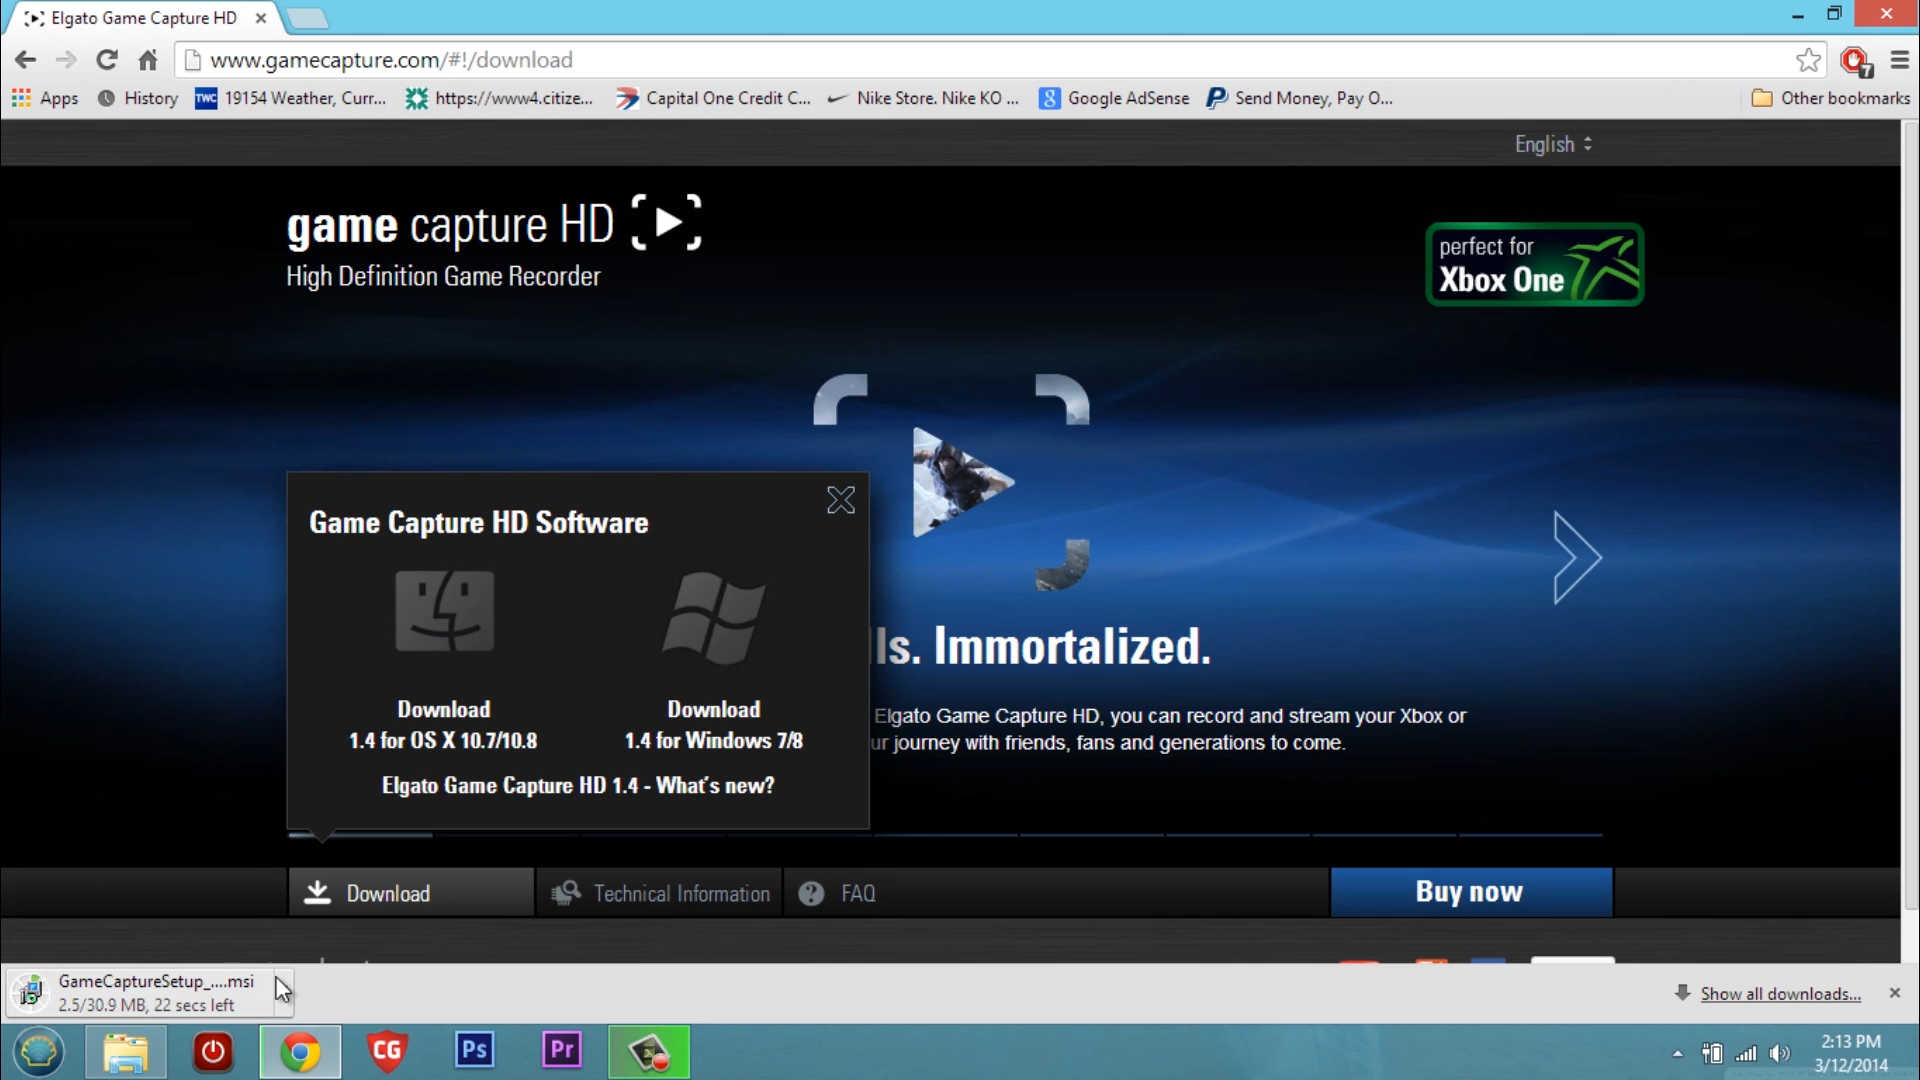 Elgato Game Capture HD
www.gamecapture.com/#!/download
7
Apps
History
TWC
19154 Weather, Curr...
https://www4.citize...
Capital One Credit C...
Nike Store. Nike KO ...
8
Google AdSense
Send Money, Pay O...
Other bookmarks
English
game capture HD
High Definition Game Recorder
perfect for
Xbox One
Game Capture HD Software
Download
1.4 for OS X 10.7/10.8
Download
1.4 for Windows 7/8
Elgato Game Capture HD 1.4 - What's new?
lls. Immortalized.
Elgato Game Capture HD, you can record and stream your Xbox or
ur journey with friends, fans and generations to come.
Download
Technical Information
FAQ
Buy now
GameCaptureSetup_....msi
2.5/30.9 MB, 22 secs left
Show all downloads...
CG
Ps
Pr
2:13 PM
3/12/2014